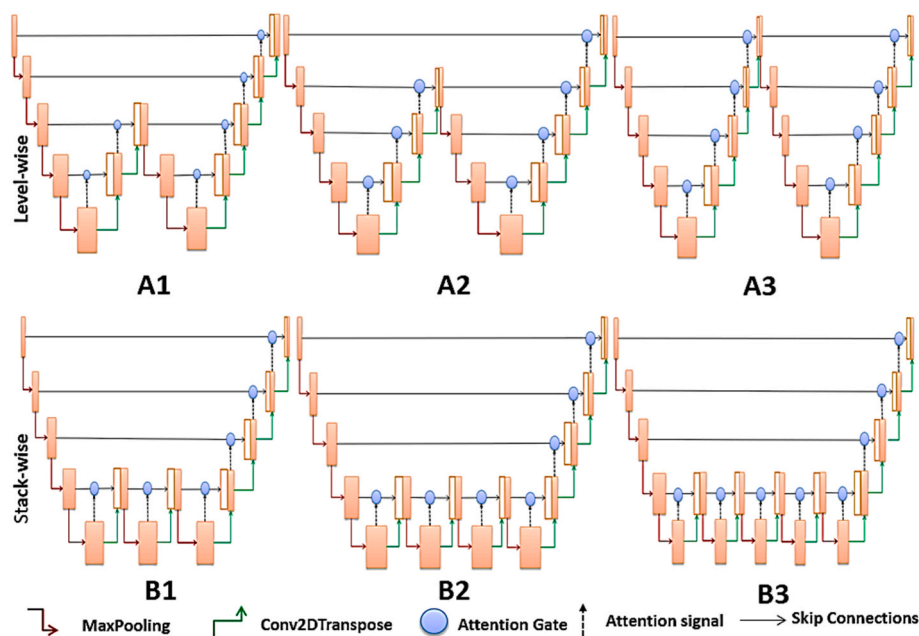 Level-wise
A1
A2
A3
Stack-wise
B1
B2
B3
MaxPooling
Conv2DTranspose
Attention Gate
Attention signal
Skip Connections